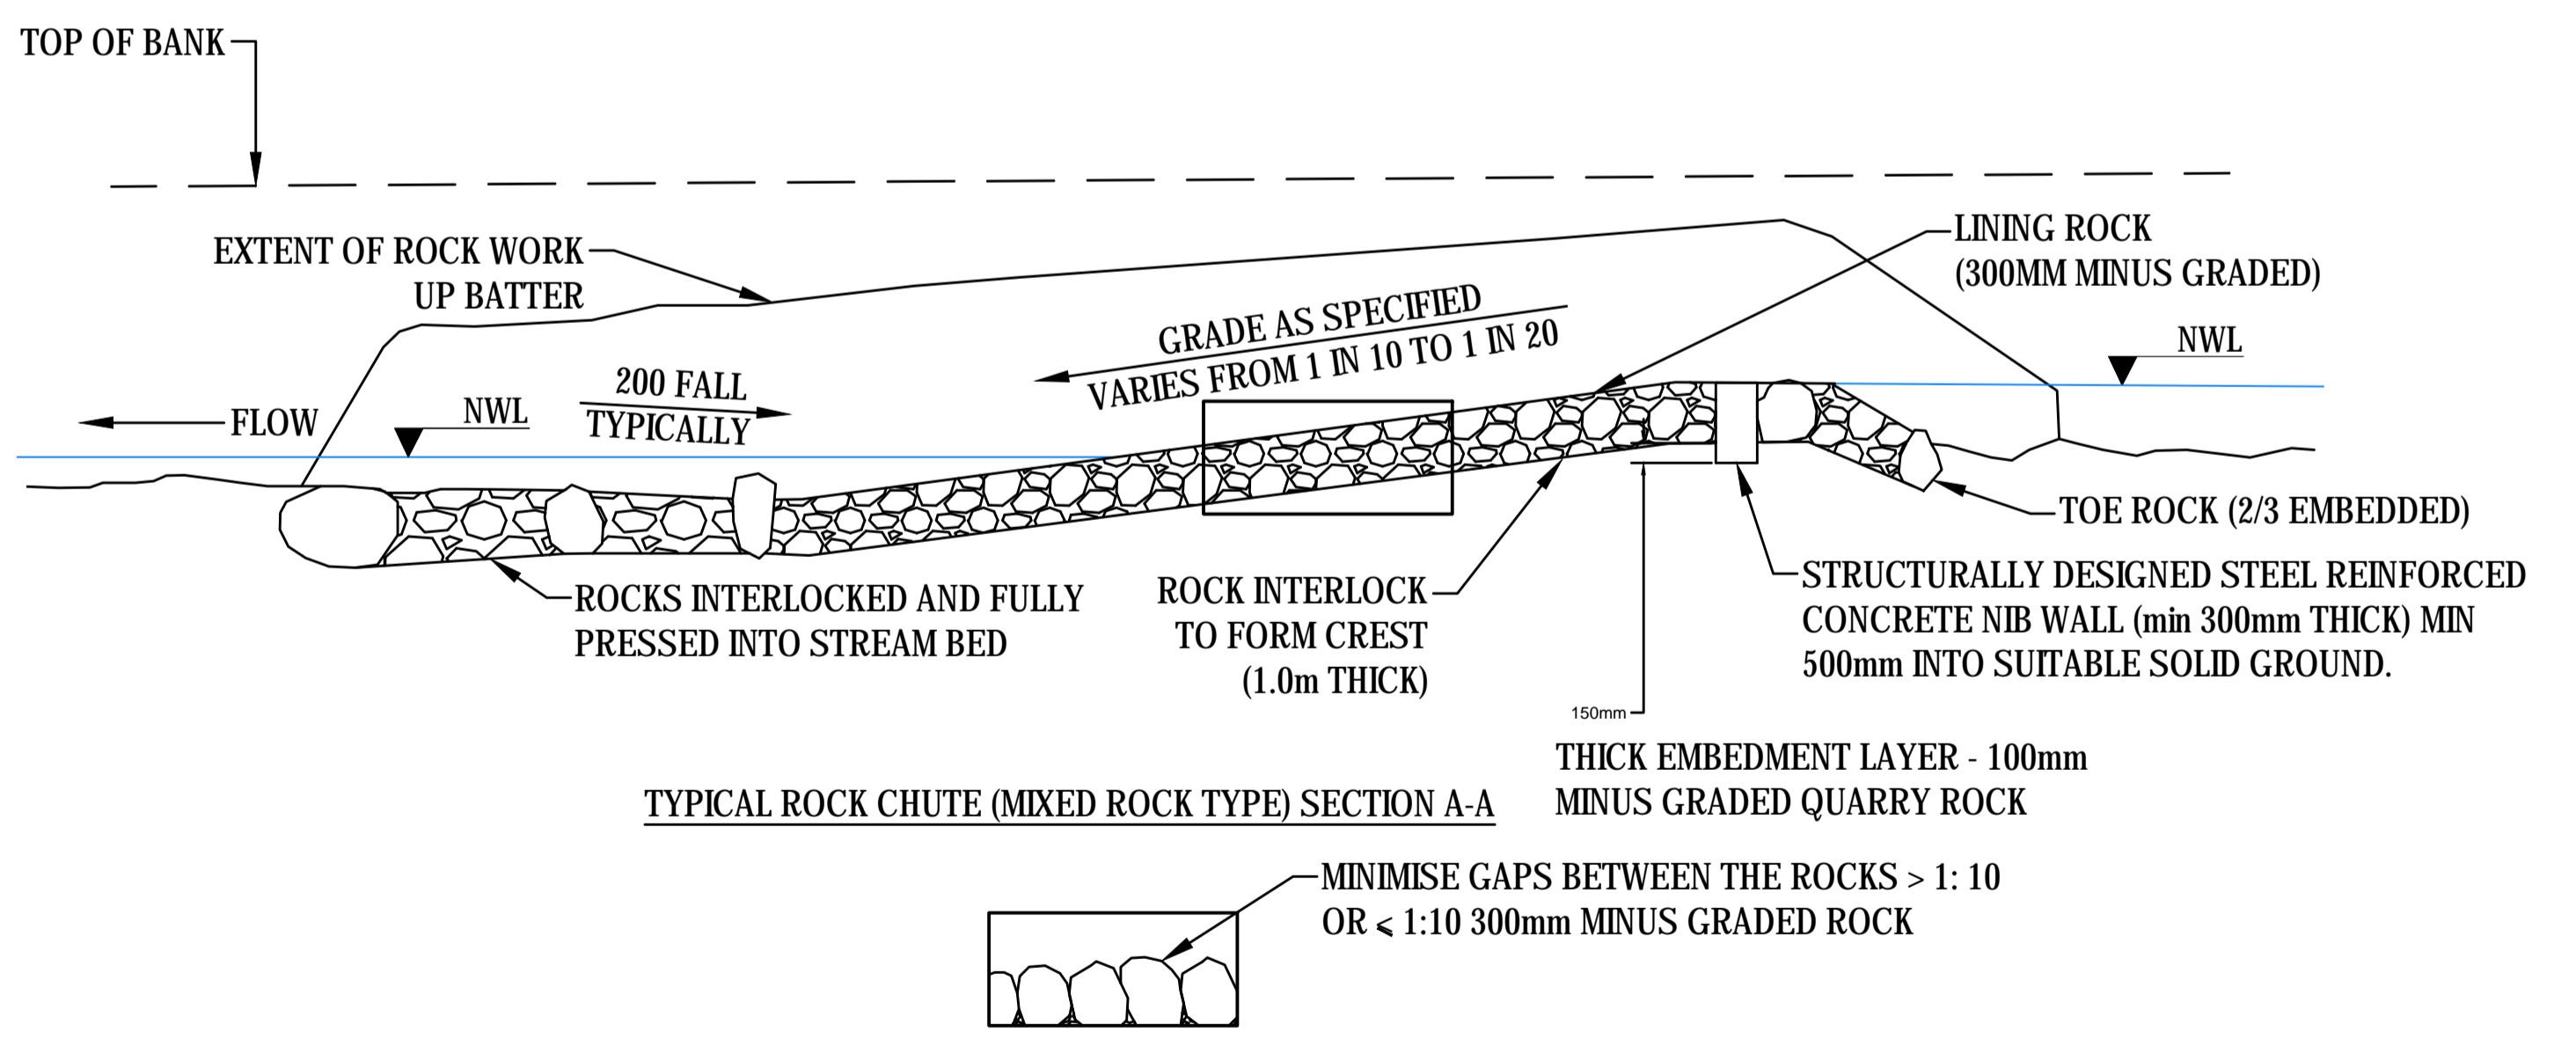 TOP OF BANK
EXTENT OF ROCK WORK
UP BATTER
LINING ROCK
(300MM MINUS GRADED)
GRADE AS SPECIFIED
VARIES FROM 1 IN 10 TO 1 IN 20
NWL
200 FALL
TYPICALLY
NWL
FLOW
TOE ROCK (2/3 EMBEDDED)
ROCKS INTERLOCKED AND FULLY
PRESSED INTO STREAM BED
ROCK INTERLOCK
TO FORM CREST
(1.0m THICK)
STRUCTURALLY DESIGNED STEEL REINFORCED
CONCRETE NIB WALL (min 300mm THICK) MIN
500mm INTO SUITABLE SOLID GROUND.
150mm
THICK EMBEDMENT LAYER - 100mm
MINUS GRADED QUARRY ROCK
TYPICAL ROCK CHUTE (MIXED ROCK TYPE) SECTION A-A
MINIMISE GAPS BETWEEN THE ROCKS > 1: 10
OR ⩽ 1:10 300mm MINUS GRADED ROCK